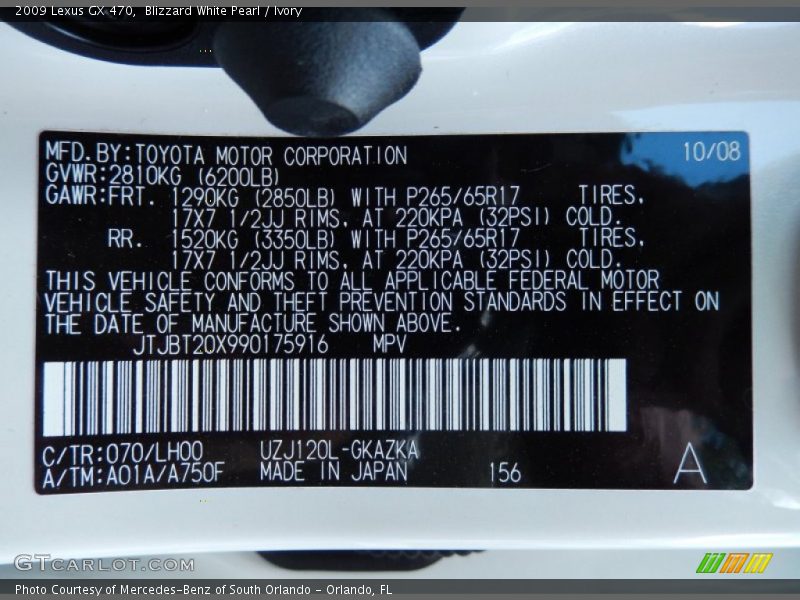 2009 Lexus GX 470, Blizzard White Pearl / Ivory
MFD.BY:TOYOTA MOTOR CORPORATION 10/08
GVWR:2810KG (6200LB)
GAWR:FRT. 1290KG (2850LB) WITH P265/65R17 TIRES,
17X7 1/2JJ RIMS, AT 220KPA (32PSI) COLD.
RR. 1520KG (3350LB) WITH P265/65R17 TIRES,
17X7 1/2JJ RIMS, AT 220KPA (32PSI) COLD.
THIS VEHICLE CONFORMS TO ALL APPLICABLE FEDERAL MOTOR
VEHICLE SAFETY AND THEFT PREVENTION STANDARDS IN EFFECT ON
THE DATE OF MANUFACTURE SHOWN ABOVE.
JTJBT20X990175916 MPV
C/TR:070/LH00 UZJ120L-GKAZKA
A/TM:A01A/A750F MADE IN JAPAN 156 A
GTCARLOT.COM
Photo Courtesy of Mercedes-Benz of South Orlando - Orlando, FL